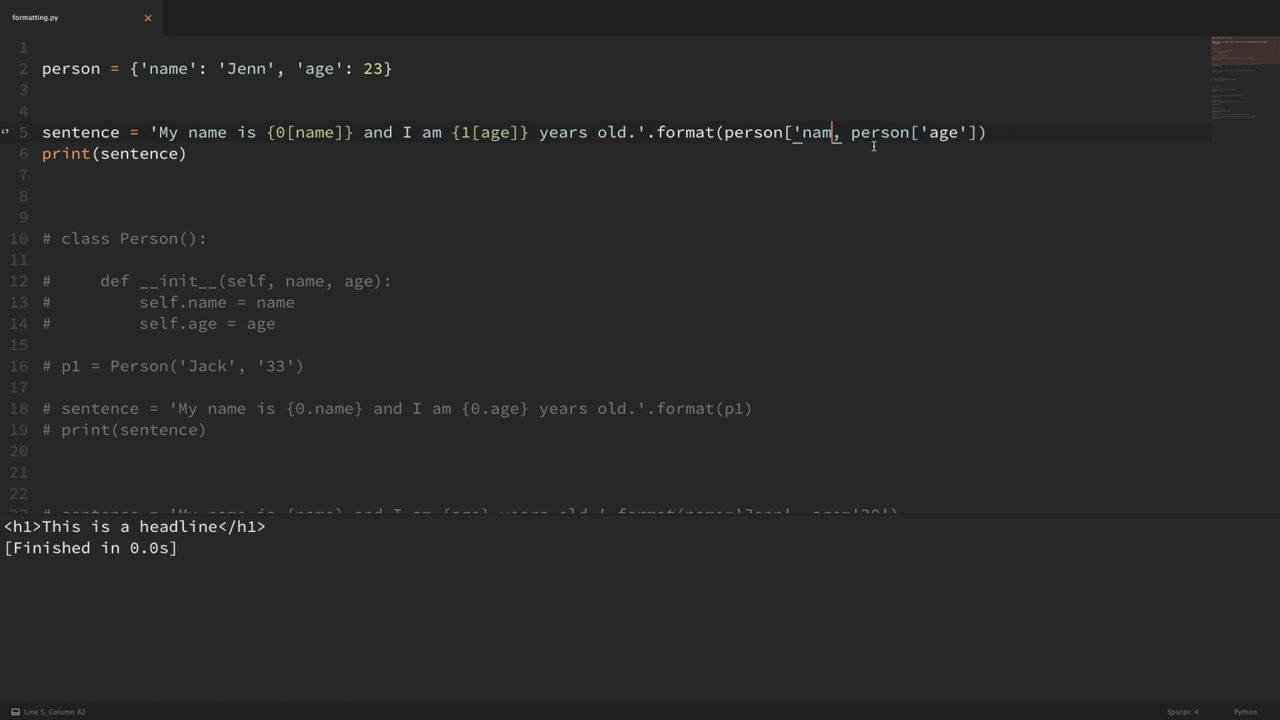 formatting.py
1
2 person = {'name': 'Jenn', 'age': 23}
3
4
5 sentence = 'My name is {0[name]} and I am {1[age]} years old.'.format(person['nam, person['age'])
6 print(sentence)
7
8
9
10 # class Person():
11
12 #     def __init__(self, name, age):
13 #         self.name = name
14 #         self.age = age
15
16 # p1 = Person('Jack', '33')
17
18 # sentence = 'My name is {0.name} and I am {0.age} years old.'.format(p1)
19 # print(sentence)
20
21
22
<h1>This is a headline</h1>
[Finished in 0.0s]
Line 5, Column 82
Spaces: 4
Python